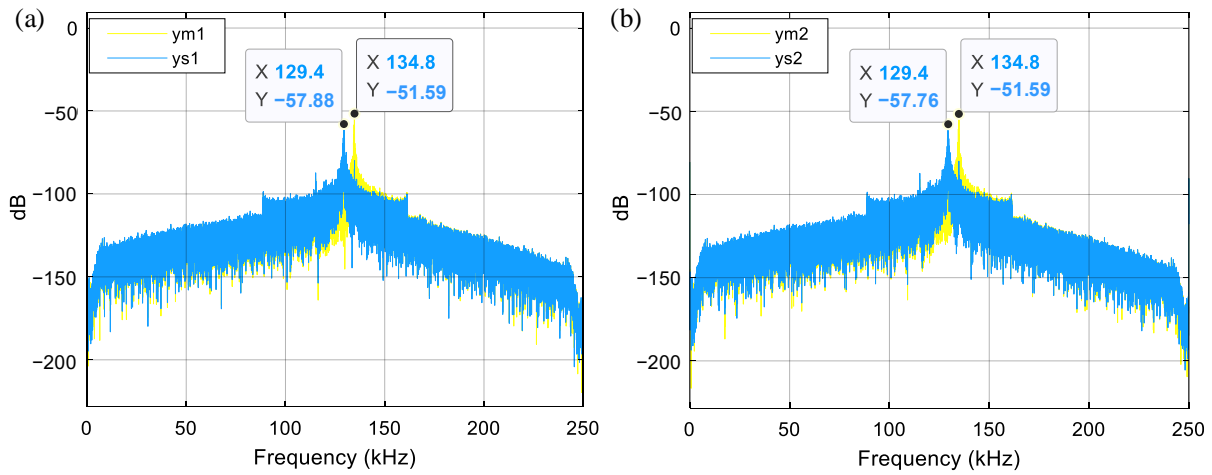 (a)
0
−50
−100
−150
−200
dB
ym1
ys1
X 129.4
Y −57.88
X 134.8
Y −51.59
0 50 100 150 200 250
Frequency (kHz)
(b)
0
−50
−100
−150
−200
dB
ym2
ys2
X 129.4
Y −57.76
X 134.8
Y −51.59
0 50 100 150 200 250
Frequency (kHz)